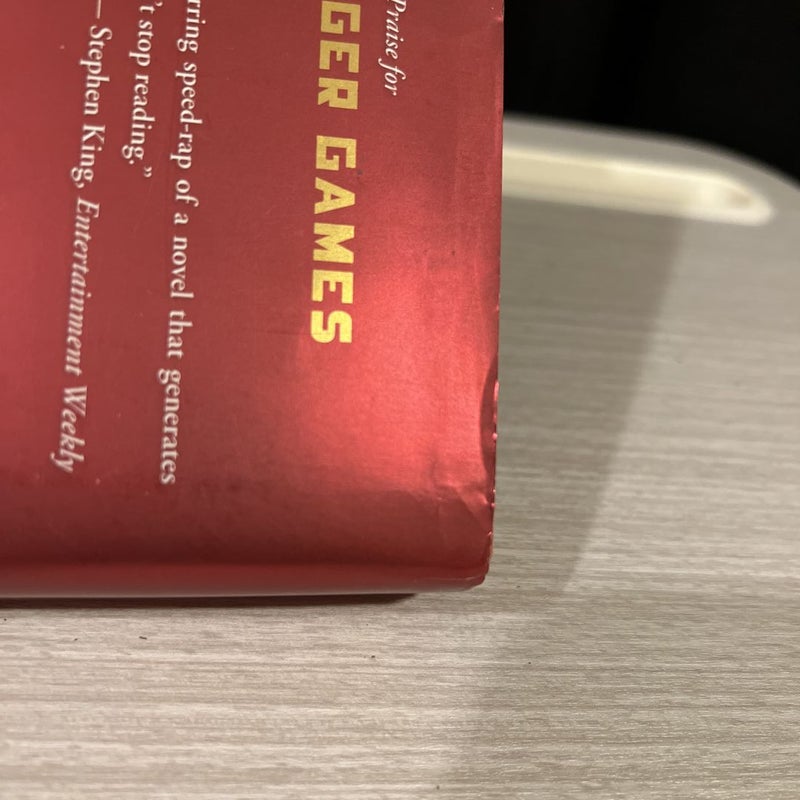 Praise for
GER GAMES
rring speed-rap of a novel that generates
't stop reading.”
— Stephen King, Entertainment Weekly